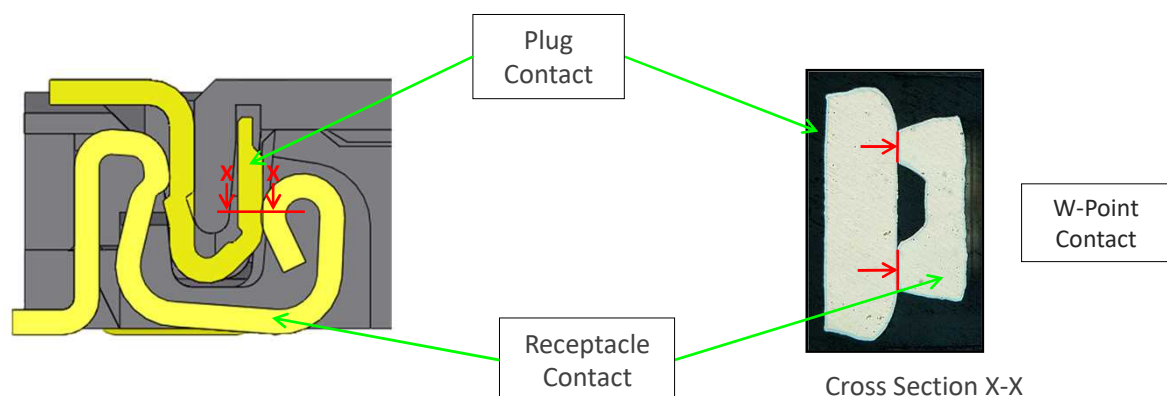 Plug
Contact
X X
W-Point
Contact
Receptacle
Contact
Cross Section X-X